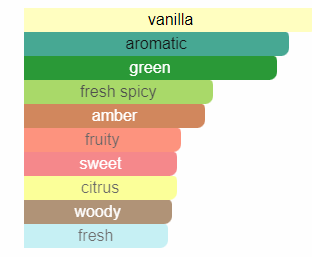 vanilla
aromatic
green
fresh spicy
amber
fruity
sweet
citrus
woody
fresh